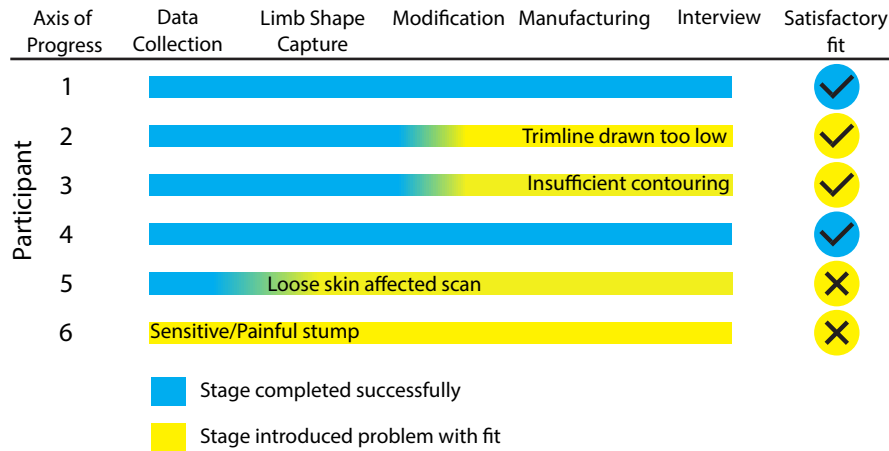 Axis of Progress
Data Collection
Limb Shape Capture
Modification
Manufacturing
Interview
Satisfactory fit
Participant
1
2
Trimline drawn too low
3
Insufficient contouring
4
5
Loose skin affected scan
6
Sensitive/Painful stump
Stage completed successfully
Stage introduced problem with fit